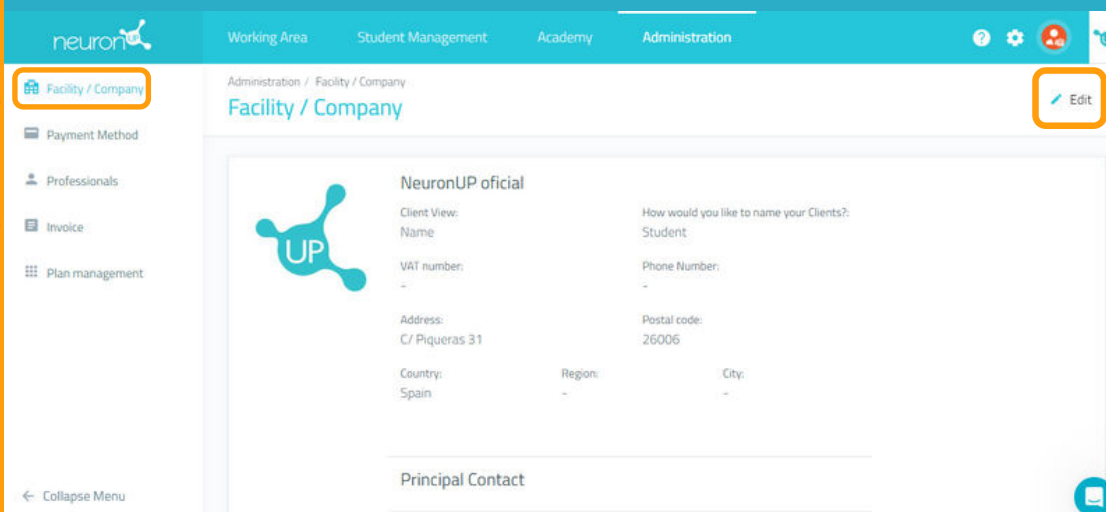 neuronUP
Working Area Student Management Academy Administration
Facility / Company
Payment Method
Professionals
Invoice
Plan management
Collapse Menu
Administration / Facility / Company
Facility / Company
Edit
UP
NeuronUP oficial
Client View: How would you like to name your Clients?:
Name Student
VAT number: Phone Number:
- -
Address: Postal code:
C/ Piqueras 31 26006
Country: Region: City:
Spain - -
Principal Contact